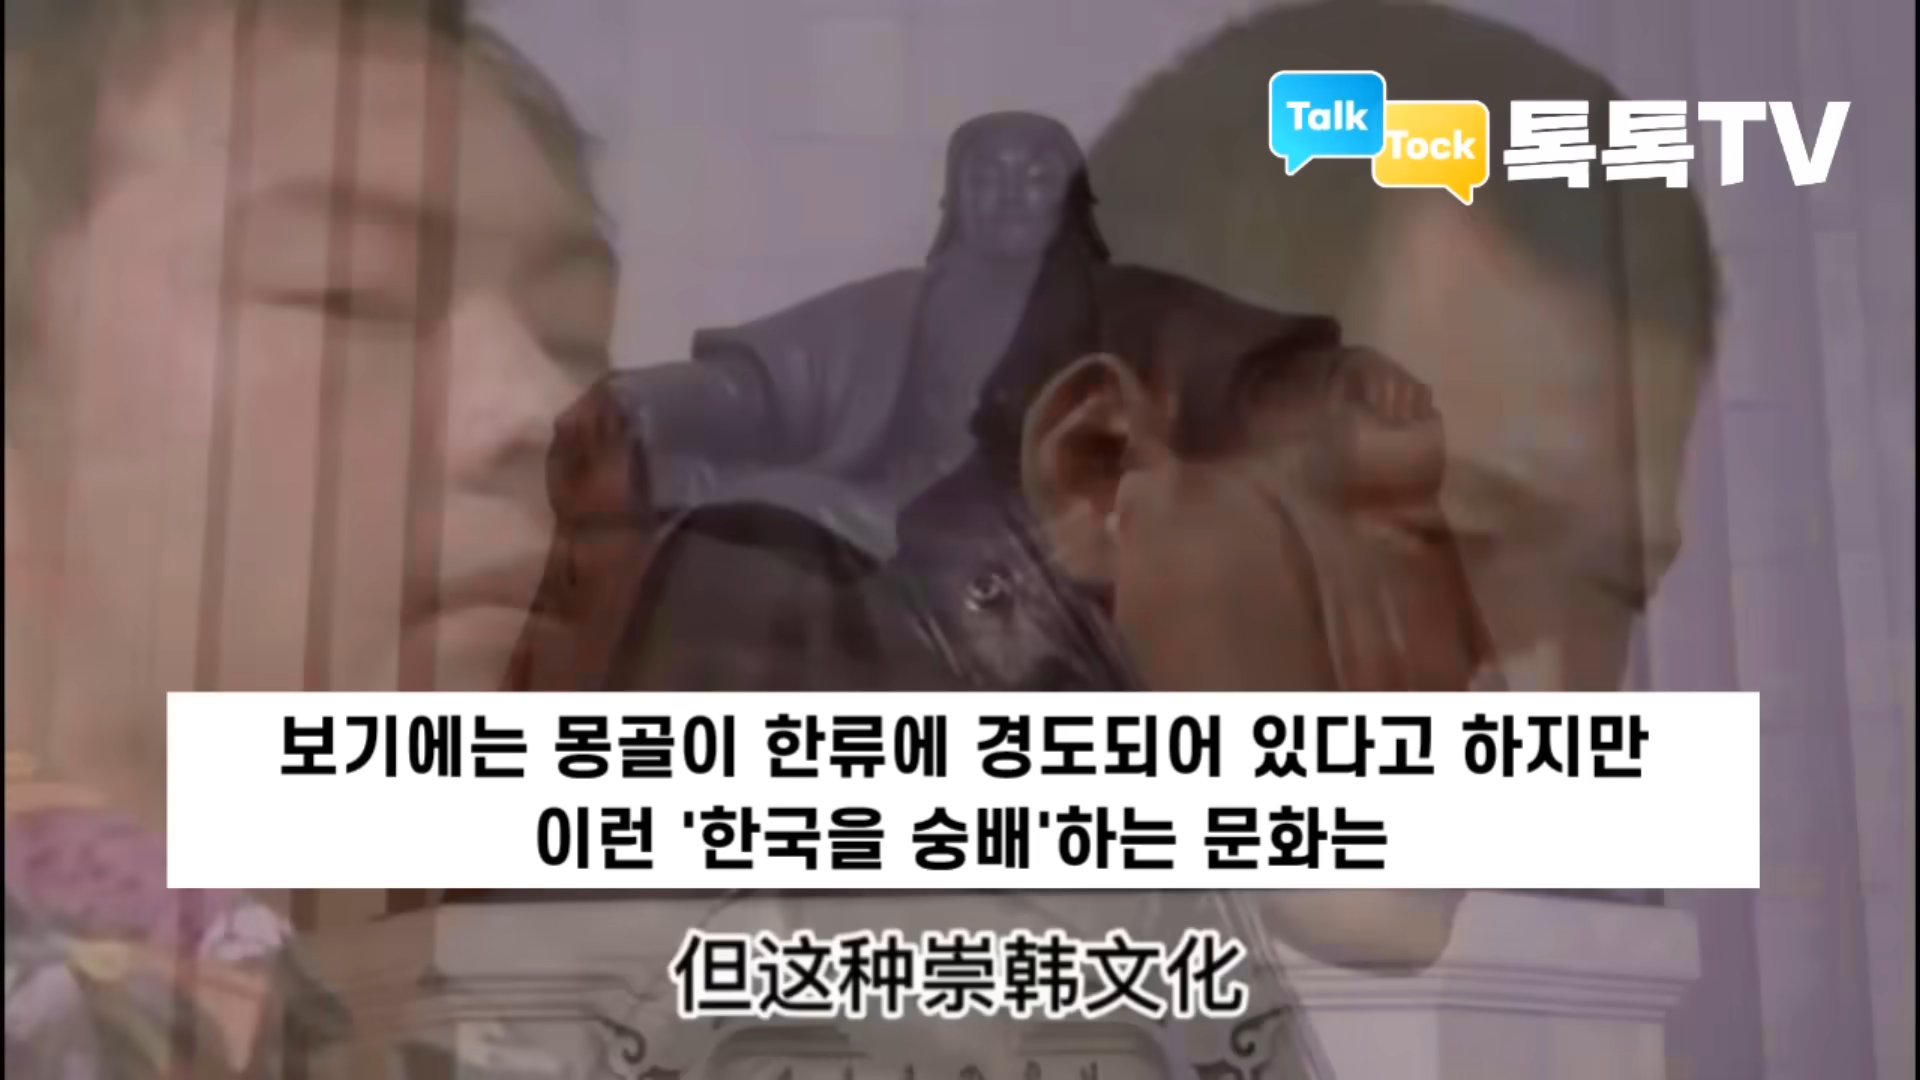 Talk
Tock
톡톡TV
보기에는 몽골이 한류에 경도되어 있다고 하지만
이런 '한국을 숭배'하는 문화는
但这种崇韩文化